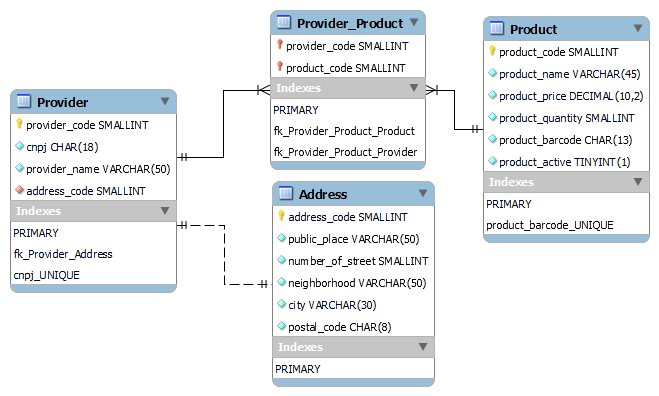 Provider_Product
provider_code SMALLINT
product_code SMALLINT
Indexes
PRIMARY
fk_Provider_Product_Product
fk_Provider_Product_Provider
Product
product_code SMALLINT
product_name VARCHAR(45)
product_price DECIMAL(10,2)
product_quantity SMALLINT
product_barcode CHAR(13)
product_active TINYINT(1)
Indexes
PRIMARY
product_barcode_UNIQUE
Provider
provider_code SMALLINT
cnpj CHAR(18)
provider_name VARCHAR(50)
address_code SMALLINT
Indexes
PRIMARY
fk_Provider_Address
cnpj_UNIQUE
Address
address_code SMALLINT
public_place VARCHAR(50)
number_of_street SMALLINT
neighborhood VARCHAR(50)
city VARCHAR(30)
postal_code CHAR(8)
Indexes
PRIMARY